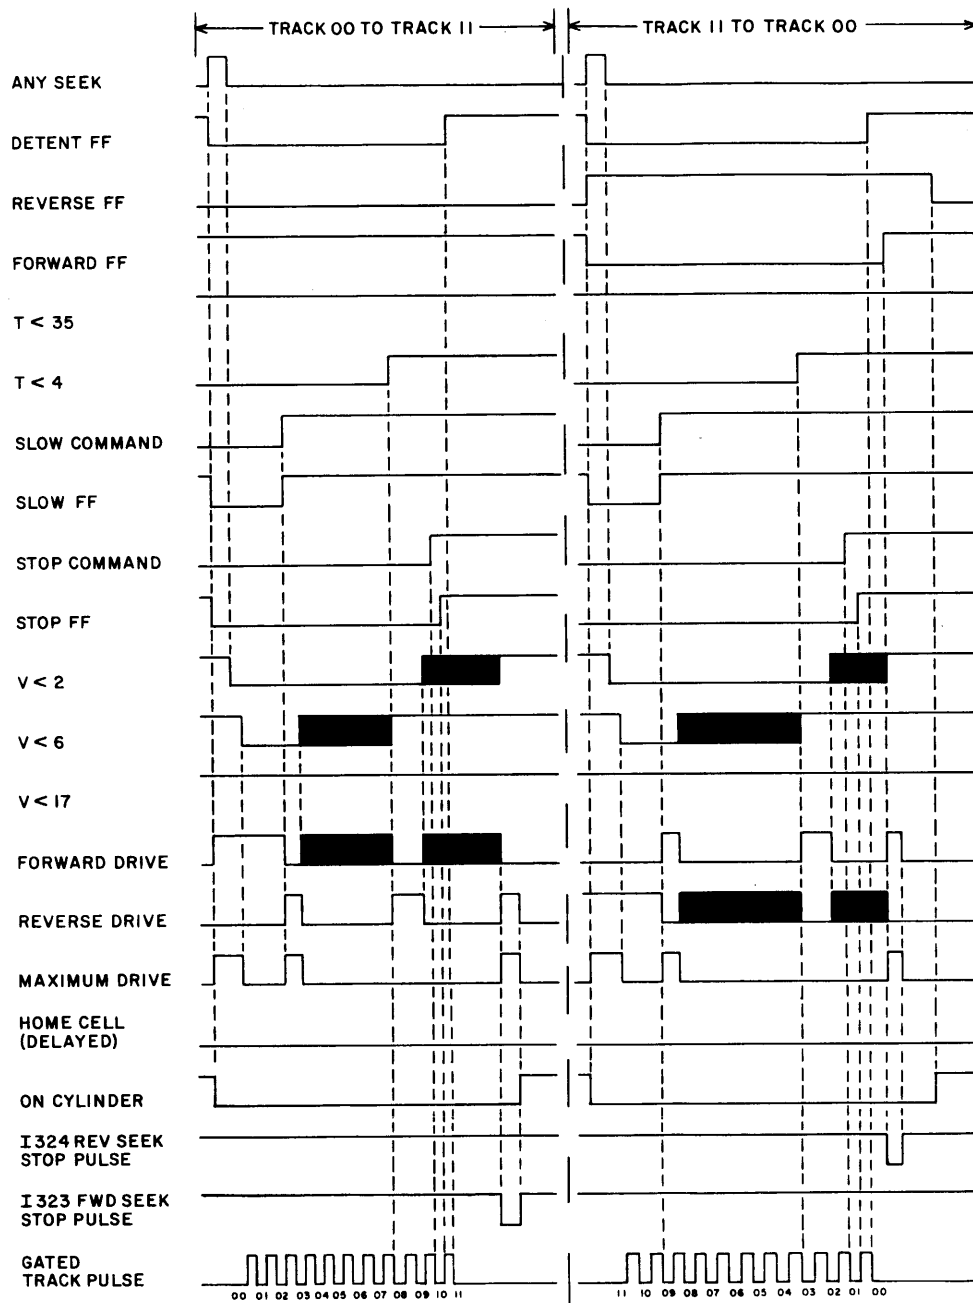 TRACK 00 TO TRACK 11
TRACK 11 TO TRACK 00
ANY SEEK
DETENT FF
REVERSE FF
FORWARD FF
T < 35
T < 4
SLOW COMMAND
SLOW FF
STOP COMMAND
STOP FF
V < 2
V < 6
V < 17
FORWARD DRIVE
REVERSE DRIVE
MAXIMUM DRIVE
HOME CELL
(DELAYED)
ON CYLINDER
I324 REV SEEK
STOP PULSE
I323 FWD SEEK
STOP PULSE
GATED
TRACK PULSE
00 01 02 03 04 05 06 07 08 09 10 11
11 10 09 08 07 06 05 04 03 02 01 00